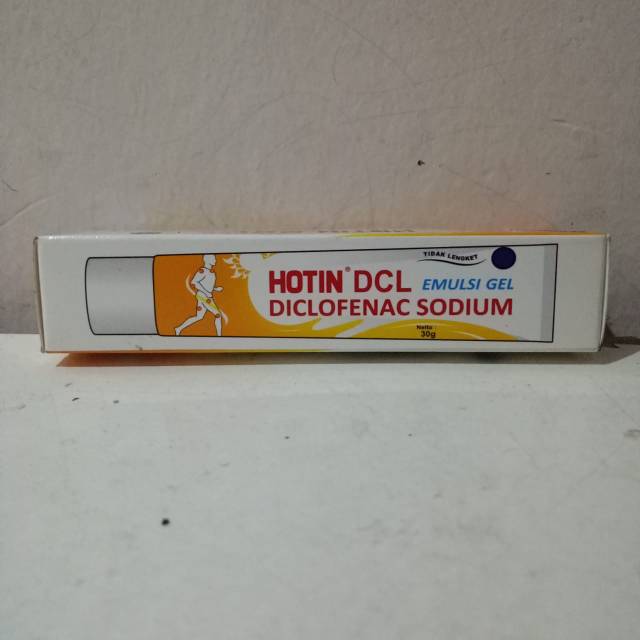 TIDAK LENGKET
HOTIN® DCL EMULSI GEL
DICLOFENAC SODIUM
Netto :
30g